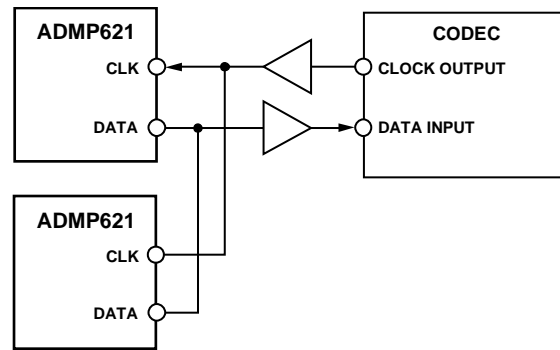 ADMP621
CLK
DATA
CODEC
CLOCK OUTPUT
DATA INPUT
ADMP621
CLK
DATA